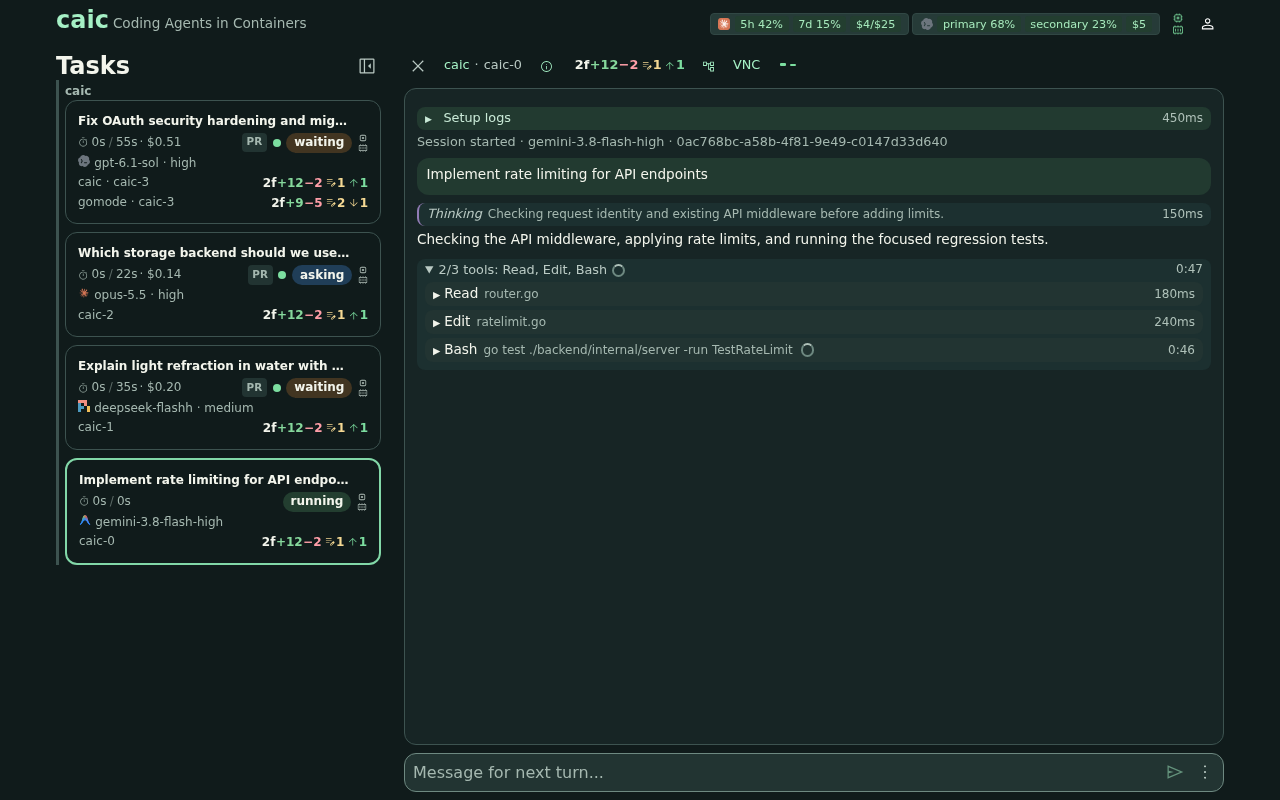 caic Coding Agents in Containers
5h 42% 7d 15% $4/$25
primary 68% secondary 23% $5
Tasks
caic
Fix OAuth security hardening and mig…
0s / 55s · $0.51 PR waiting
gpt-6.1-sol · high
caic · caic-3 2f+12−2 1 ↑1
gomode · caic-3 2f+9−5 2 ↓1
Which storage backend should we use…
0s / 22s · $0.14 PR asking
opus-5.5 · high
caic-2 2f+12−2 1 ↑1
Explain light refraction in water with …
0s / 35s · $0.20 PR waiting
deepseek-flashh · medium
caic-1 2f+12−2 1 ↑1
Implement rate limiting for API endpo…
0s / 0s running
gemini-3.8-flash-high
caic-0 2f+12−2 1 ↑1
caic · caic-0 2f+12−2 1 ↑1 VNC
Setup logs 450ms
Session started · gemini-3.8-flash-high · 0ac768bc-a58b-4f81-9e49-c0147d33d640
Implement rate limiting for API endpoints
Thinking Checking request identity and existing API middleware before adding limits. 150ms
Checking the API middleware, applying rate limits, and running the focused regression tests.
2/3 tools: Read, Edit, Bash 0:47
Read router.go 180ms
Edit ratelimit.go 240ms
Bash go test ./backend/internal/server -run TestRateLimit 0:46
Message for next turn...